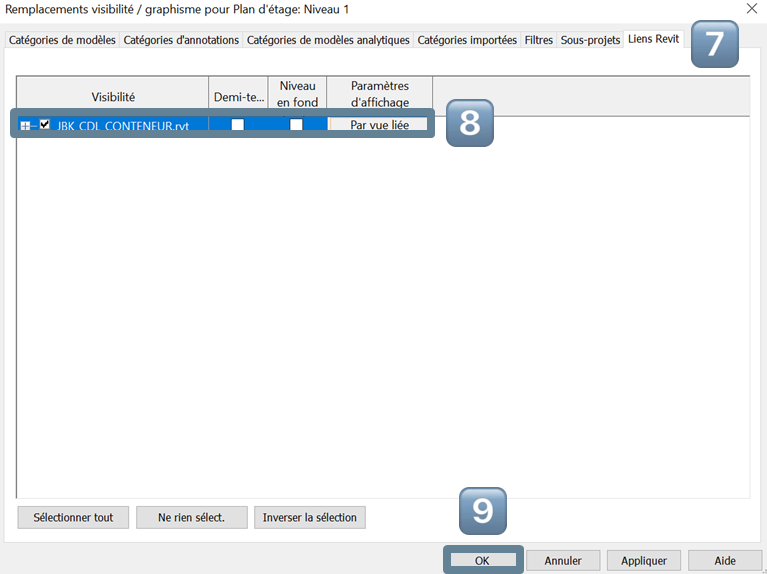 Remplacements visibilité / graphisme pour Plan d'étage: Niveau 1
Catégories de modèles Catégories d'annotations Catégories de modèles analytiques Catégories importées Filtres Sous-projets Liens Revit
7
Visibilité Demi-te... Niveau en fond Paramètres d'affichage
JBK_CDL_CONTENEUR.rvt Par vue liée
8
Sélectionner tout Ne rien sélect. Inverser la sélection
9
OK Annuler Appliquer Aide